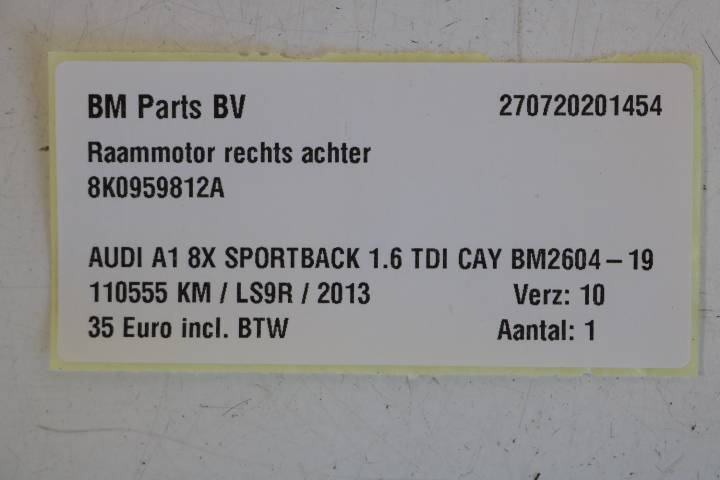 BM Parts BV 270720201454
Raammotor rechts achter
8K0959812A
AUDI A1 8X SPORTBACK 1.6 TDI CAY BM2604-19
110555 KM / LS9R / 2013 Verz: 10
35 Euro incl. BTW Aantal: 1